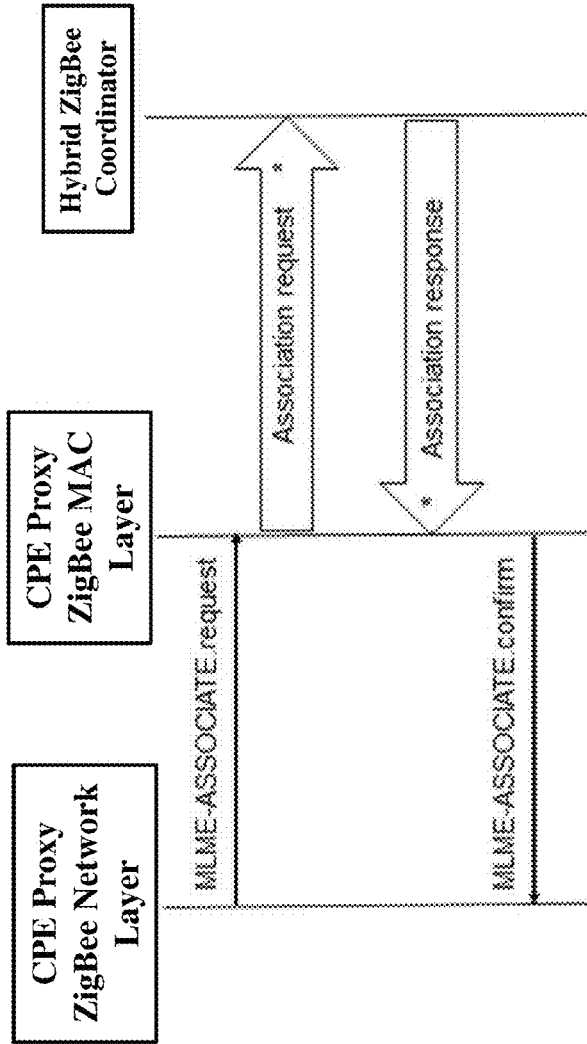 CPE Proxy
ZigBee Network
Layer
CPE Proxy
ZigBee MAC
Layer
Hybrid ZigBee
Coordinator
MLME-ASSOCIATE.request
Association request *
* Association response
MLME-ASSOCIATE.confirm